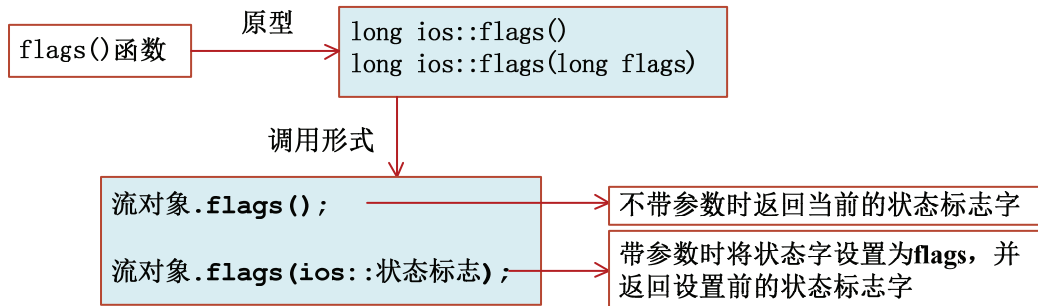 flags()函数
原型
long ios::flags()
long ios::flags(long flags)
调用形式
流对象.flags();
不带参数时返回当前的状态标志字
流对象.flags(ios::状态标志);
带参数时将状态字设置为flags，并
返回设置前的状态标志字